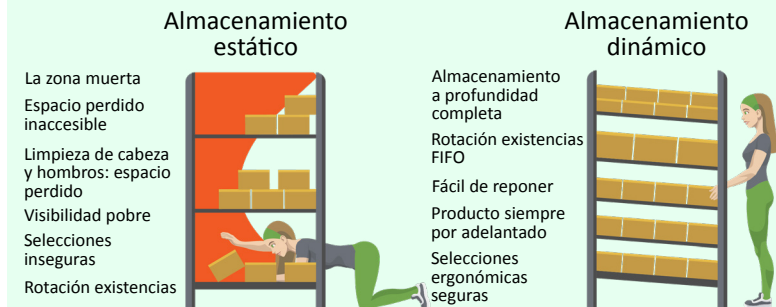 Almacenamiento
estático
La zona muerta
Espacio perdido
inaccesible
Limpieza de cabeza
y hombros: espacio
perdido
Visibilidad pobre
Selecciones
inseguras
Rotación existencias
Almacenamiento
dinámico
Almacenamiento
a profundidad
completa
Rotación existencias
FIFO
Fácil de reponer
Producto siempre
por adelantado
Selecciones
ergonómicas
seguras